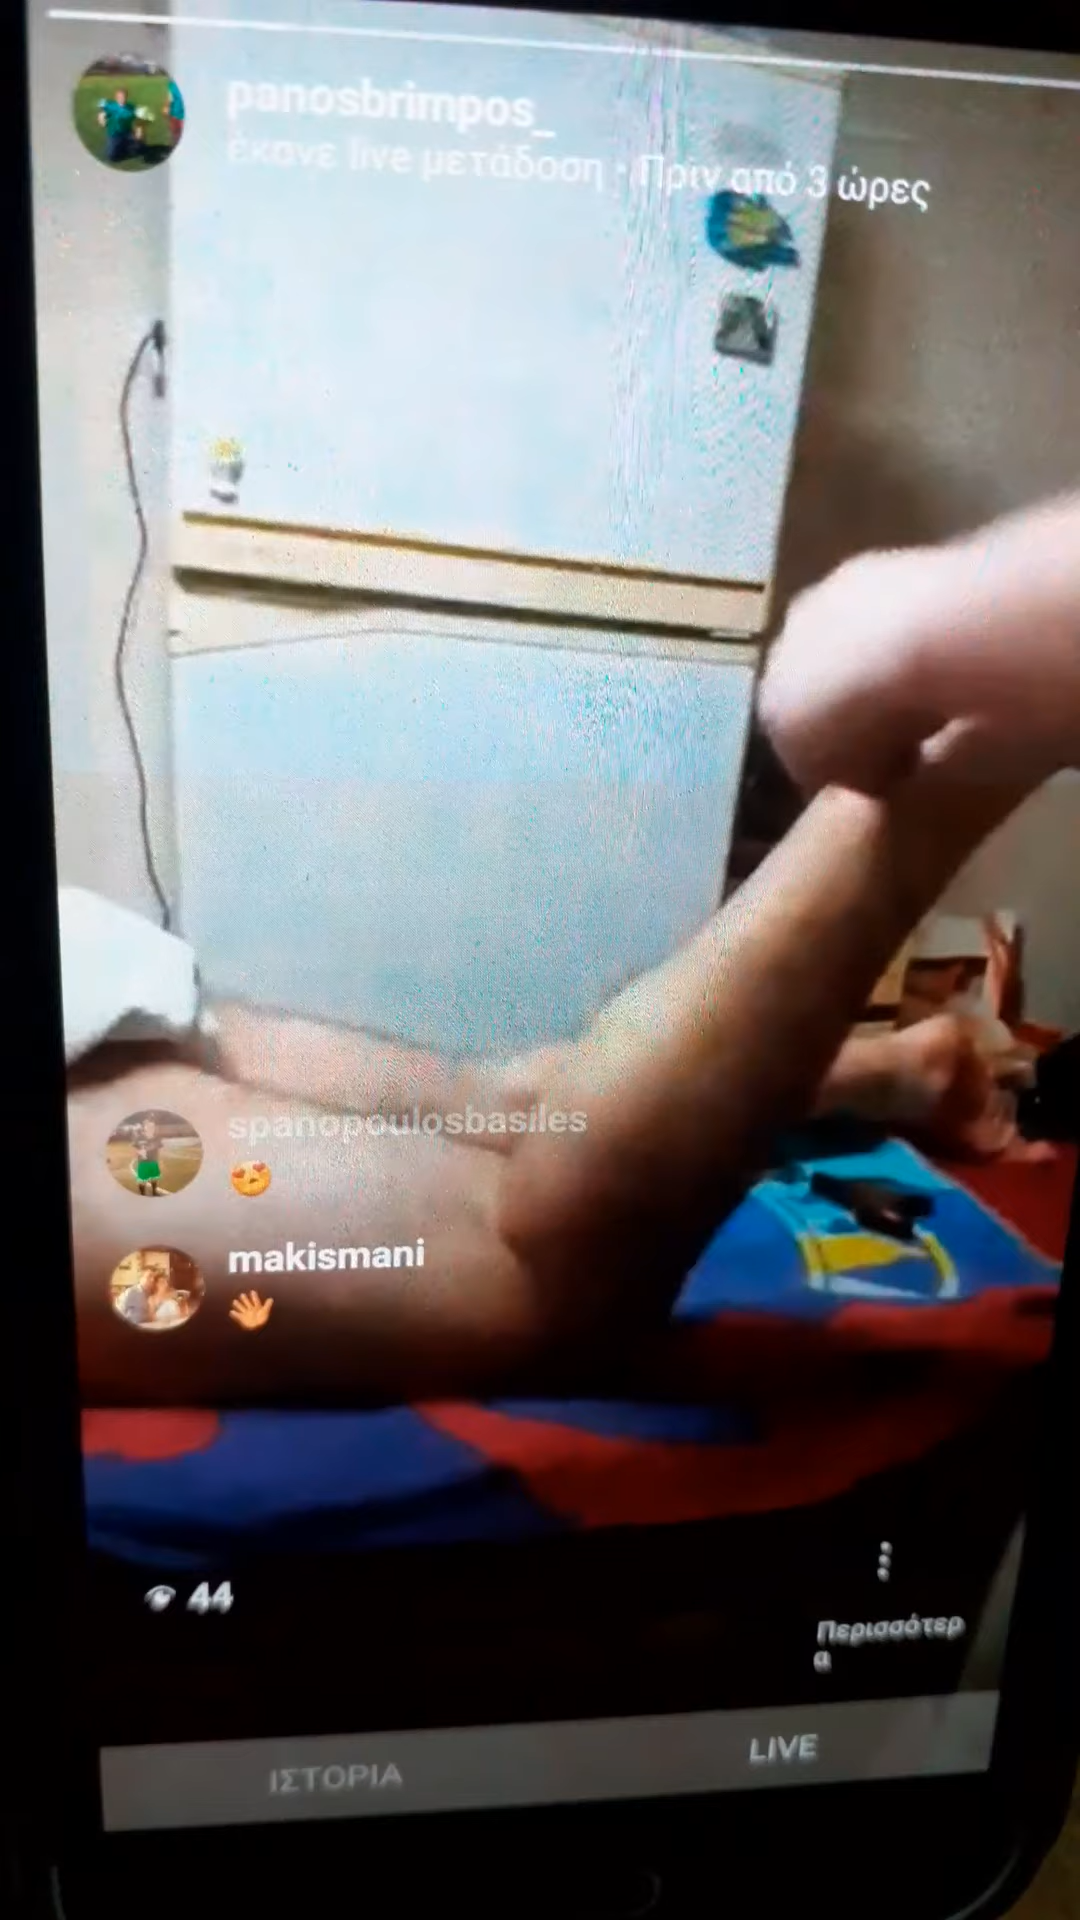 panosbrimpos_
έκανε live μετάδοση · Πριν από 3 ώρες
spanopoulosbasiles
makismani
44
Περισσότερ
α
ΙΣΤΟΡΙΑ
LIVE